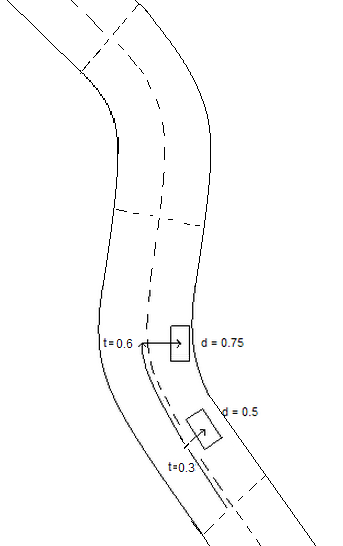 t=0.6
d = 0.75
d = 0.5
t=0.3